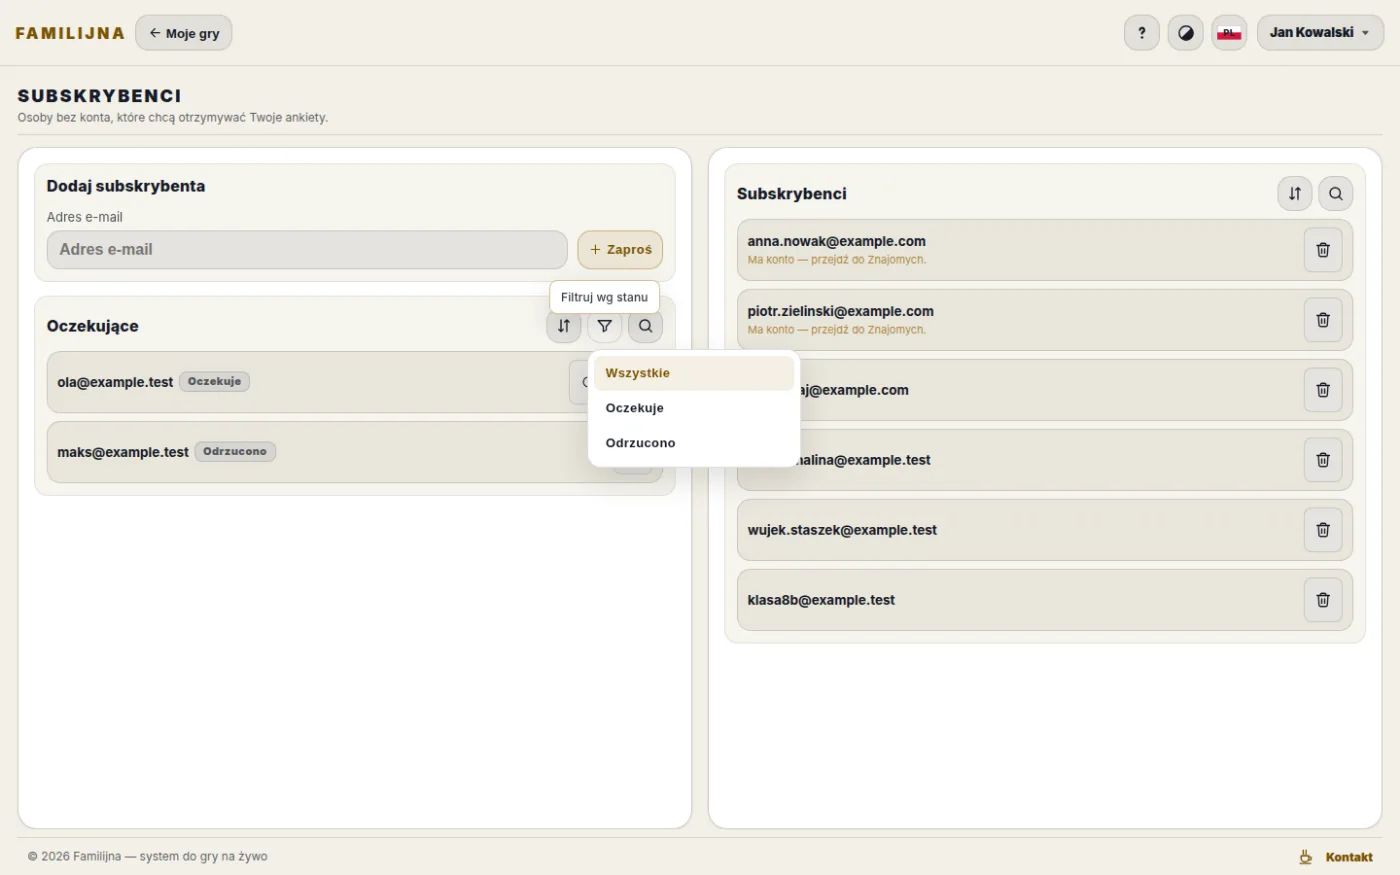 FAMILIJNA
← Moje gry
?
PL
Jan Kowalski
SUBSKRYBENCI
Osoby bez konta, które chcą otrzymywać Twoje ankiety.
Dodaj subskrybenta
Adres e-mail
Adres e-mail
+ Zaproś
Filtruj wg stanu
Oczekujące
ola@example.test
Oczekuje
maks@example.test
Odrzucono
Wszystkie
Oczekuje
Odrzucono
Subskrybenci
anna.nowak@example.com
Ma konto — przejdź do Znajomych.
piotr.zielinski@example.com
Ma konto — przejdź do Znajomych.
aj@example.com
alina@example.test
wujek.staszek@example.test
klasa8b@example.test
© 2026 Familijna — system do gry na żywo
Kontakt